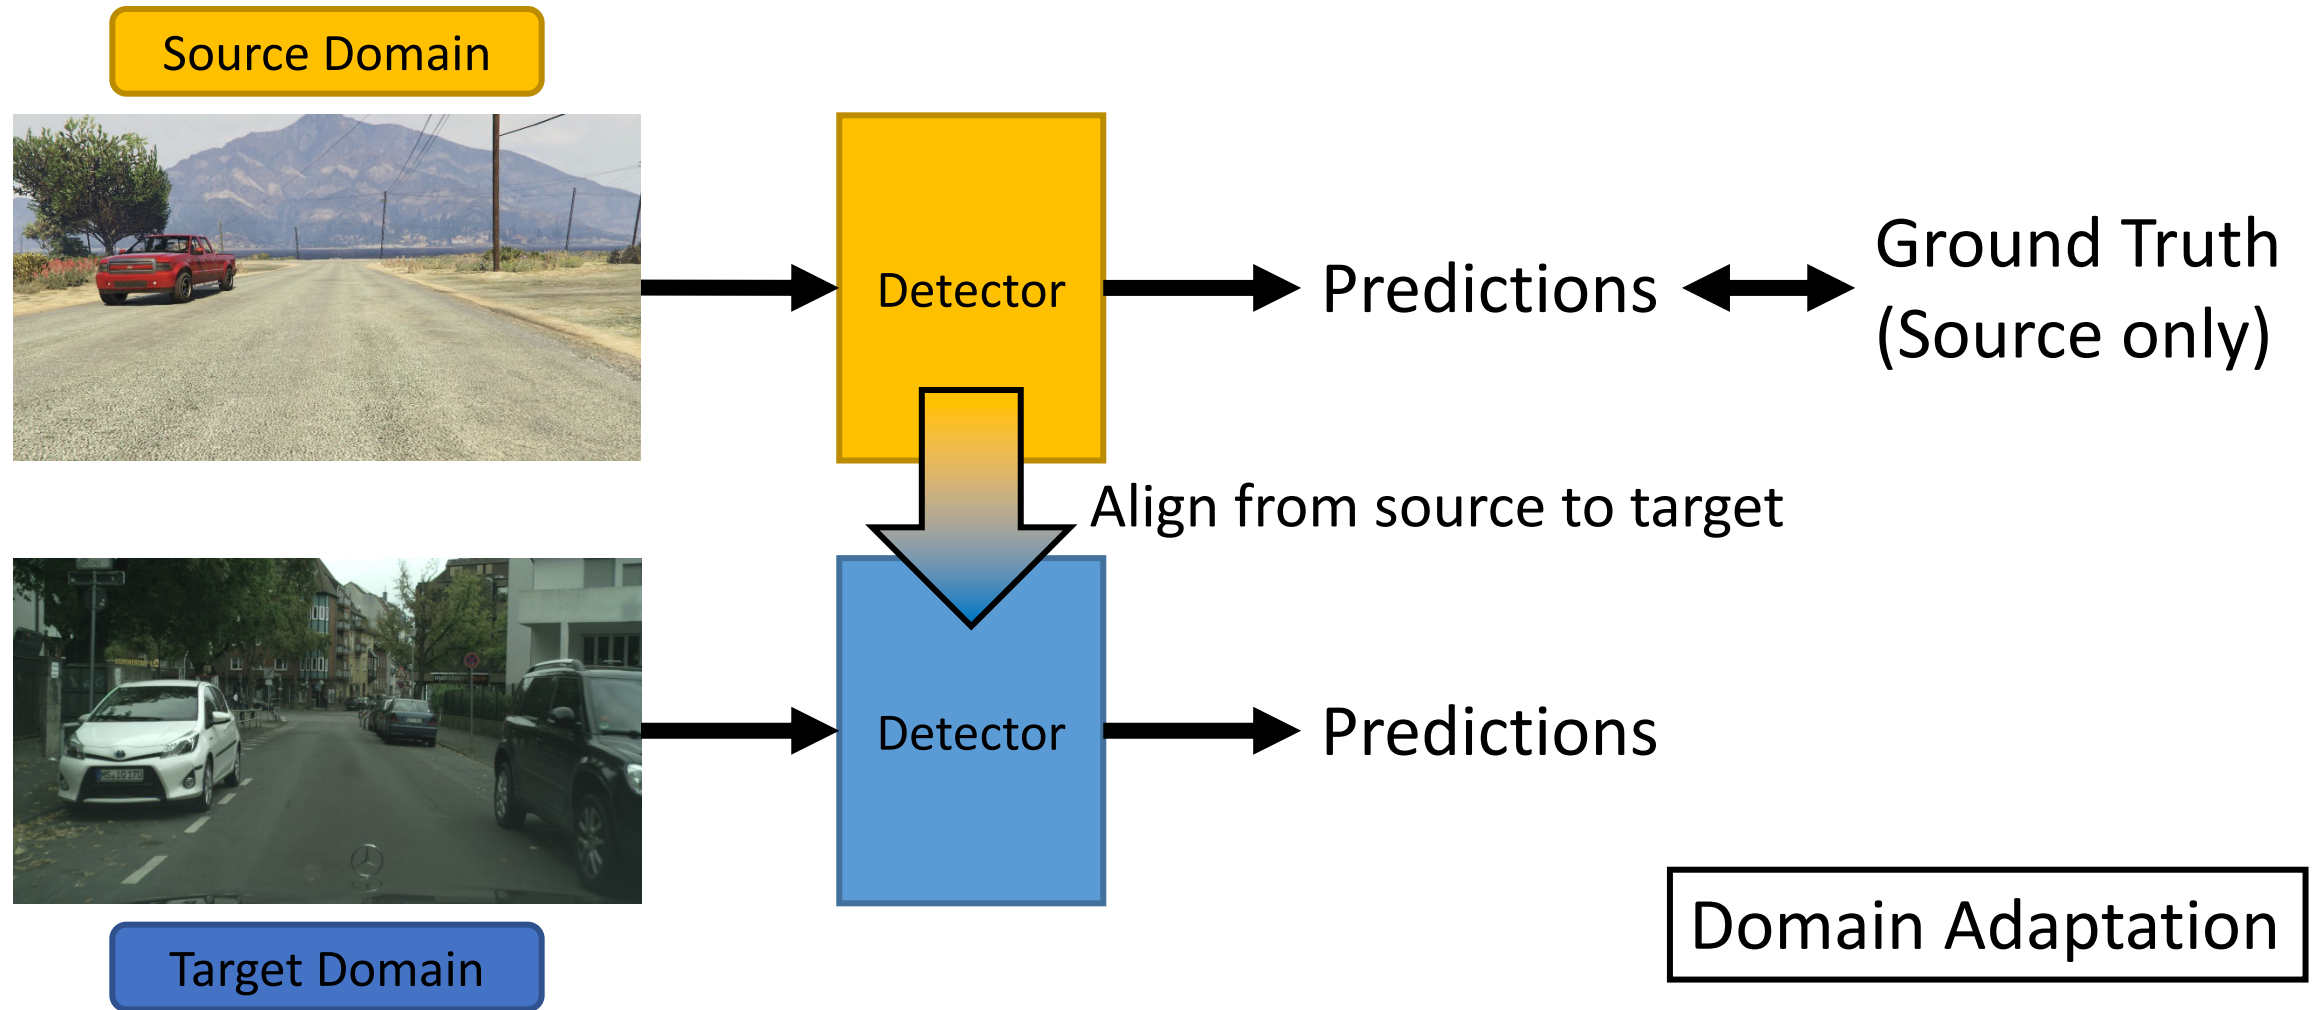 Source Domain
Detector
Predictions
Ground Truth
(Source only)
Align from source to target
Detector
Predictions
Target Domain
Domain Adaptation